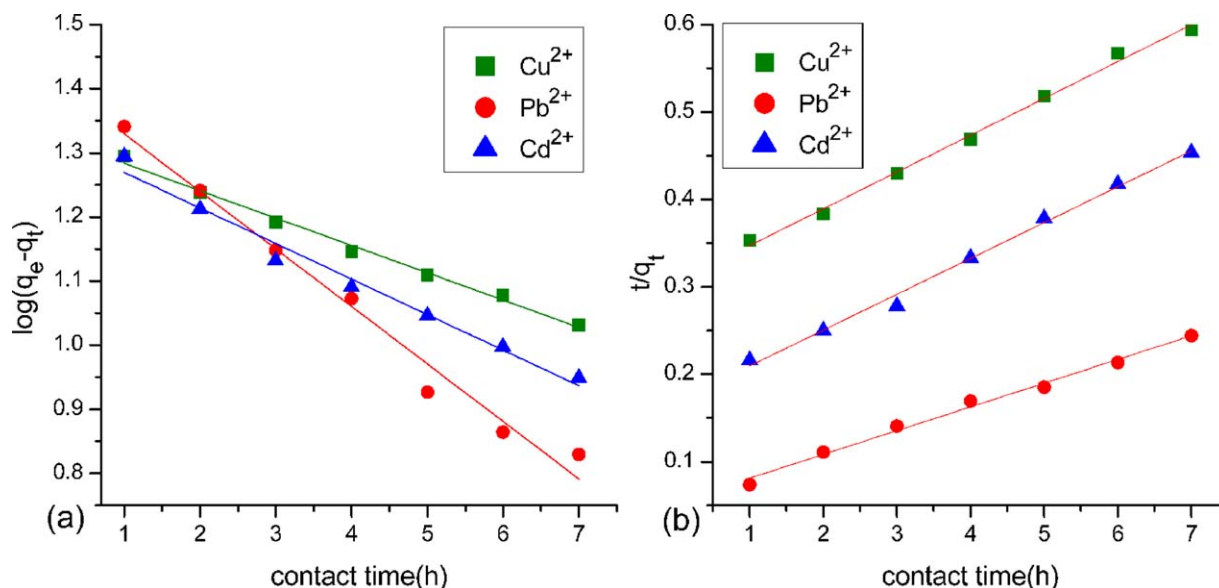 1.5
1.4
1.3
1.2
1.1
1.0
0.9
0.8
log(qₑ-qₜ)
Cu²⁺
Pb²⁺
Cd²⁺
1 2 3 4 5 6 7
contact time(h)
(a)
0.6
0.5
0.4
0.3
0.2
0.1
t/qₜ
Cu²⁺
Pb²⁺
Cd²⁺
1 2 3 4 5 6 7
contact time(h)
(b)